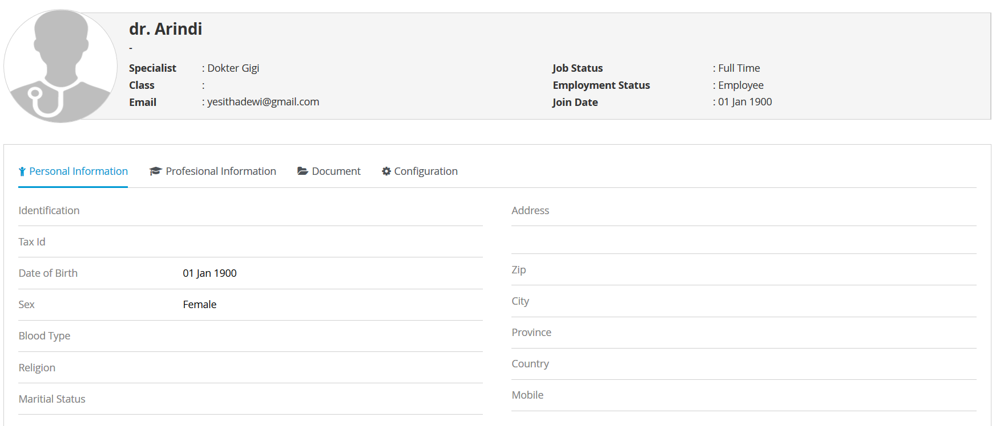 dr. Arindi
-
Specialist : Dokter Gigi
Class :
Email : yesithadewi@gmail.com
Job Status : Full Time
Employment Status : Employee
Join Date : 01 Jan 1900
Personal Information Profesional Information Document Configuration
Identification
Tax Id
Date of Birth 01 Jan 1900
Sex Female
Blood Type
Religion
Maritial Status
Address
Zip
City
Province
Country
Mobile